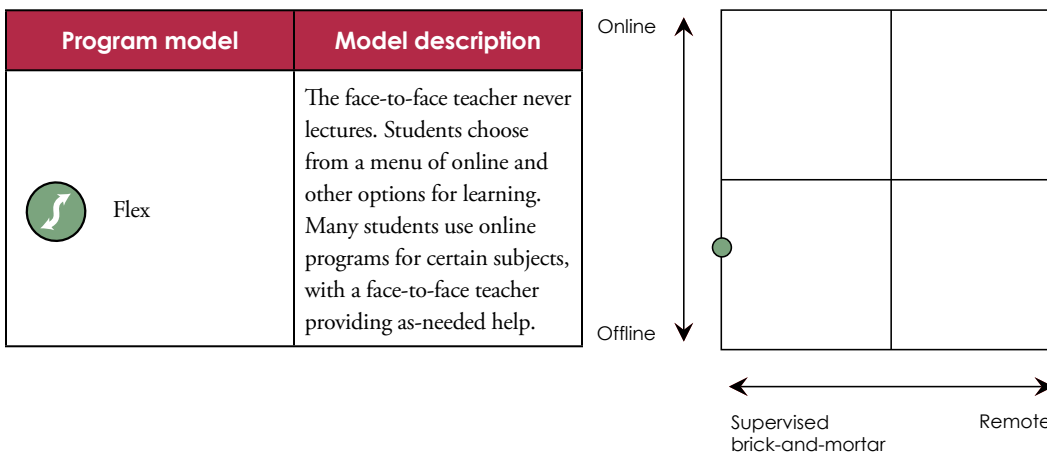 Program model
Model description
Flex
The face-to-face teacher never
lectures. Students choose
from a menu of online and
other options for learning.
Many students use online
programs for certain subjects,
with a face-to-face teacher
providing as-needed help.
Online
Offline
Supervised
brick-and-mortar
Remote